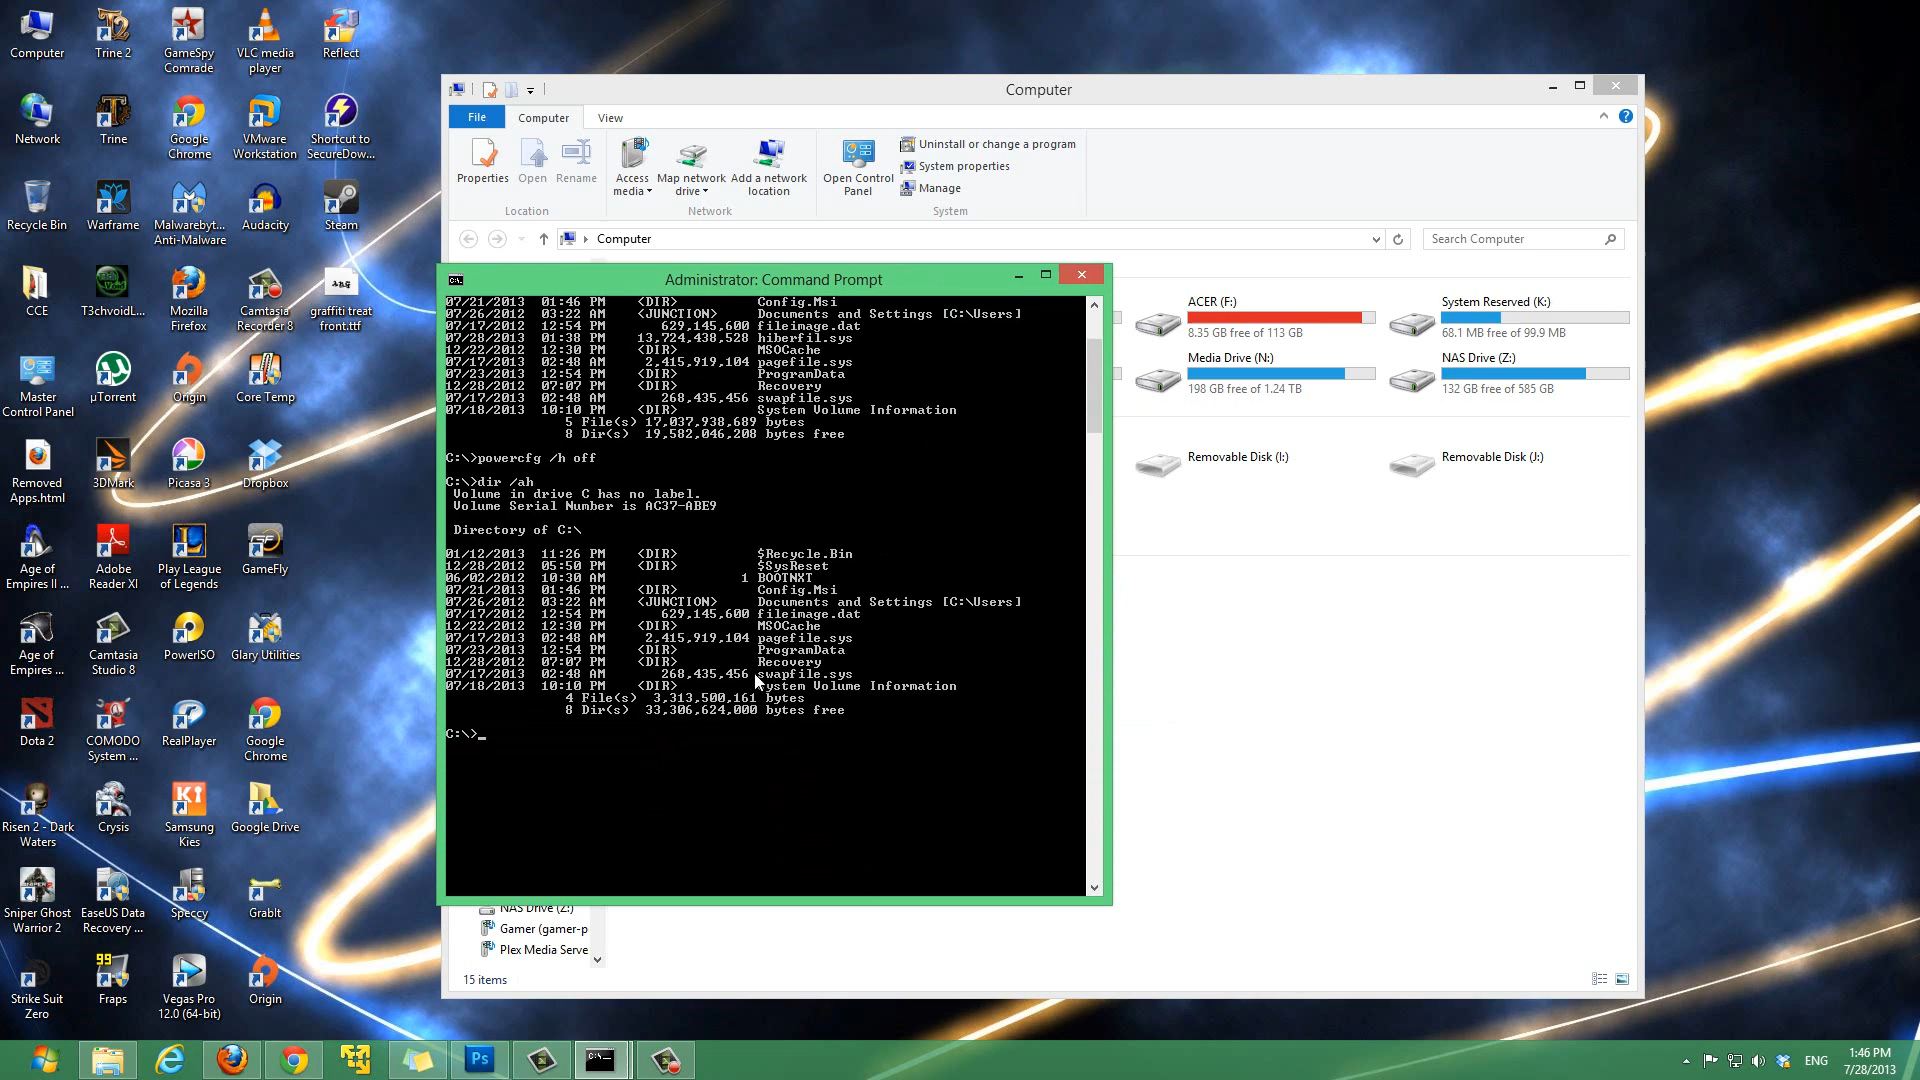 Computer
Trine 2
GameSpy
Comrade
VLC media
player
Reflect
Network
Trine
Google
Chrome
VMware
Workstation
Shortcut to
SecureDow...
Recycle Bin
Warframe
Malwarebyt...
Anti-Malware
Audacity
Steam
CCE
T3chvoidL...
Mozilla
Firefox
Camtasia
Recorder 8
graffiti treat
front.ttf
Master
Control Panel
µTorrent
Origin
Core Temp
Removed
Apps.html
3DMark
Picasa 3
Dropbox
Age of
Empires II ...
Adobe
Reader XI
Play League
of Legends
GameFly
Age of
Empires ...
Camtasia
Studio 8
PowerISO
Glary Utilities
Dota 2
COMODO
System ...
RealPlayer
Google
Chrome
Risen 2 - Dark
Waters
Crysis
Samsung
Kies
Google Drive
Sniper Ghost
Warrior 2
EaseUS Data
Recovery ...
Speccy
GrabIt
Strike Suit
Zero
99
Fraps
Vegas Pro
12.0 (64-bit)
Origin
Computer
File
Computer
View
Properties
Open
Rename
Location
Access
media
Map network
drive
Add a network
location
Network
Open Control
Panel
Uninstall or change a program
System properties
Manage
System
Computer
Search Computer
ACER (F:)
8.35 GB free of 113 GB
System Reserved (K:)
68.1 MB free of 99.9 MB
Media Drive (N:)
198 GB free of 1.24 TB
NAS Drive (Z:)
132 GB free of 585 GB
Removable Disk (I:)
Removable Disk (J:)
Administrator: Command Prompt
07/21/2013  01:46 PM    <DIR>          Config.Msi
07/26/2012  03:22 AM    <JUNCTION>     Documents and Settings [C:\Users]
07/17/2013  12:54 PM       629,145,600 fileimage.dat
07/28/2013  01:38 PM    13,724,438,528 hiberfil.sys
12/22/2012  12:30 PM    <DIR>          MSOCache
07/17/2013  02:48 AM     2,415,919,104 pagefile.sys
07/23/2013  12:54 PM    <DIR>          ProgramData
12/28/2012  07:07 PM    <DIR>          Recovery
07/17/2013  02:48 AM       268,435,456 swapfile.sys
07/18/2013  10:10 PM    <DIR>          System Volume Information
5 File(s) 17,037,938,689 bytes
8 Dir(s)  19,582,046,208 bytes free
C:\>powercfg /h off
C:\>dir /ah
Volume in drive C has no label.
Volume Serial Number is AC37-ABE9
Directory of C:\
01/12/2013  11:26 PM    <DIR>          $Recycle.Bin
12/28/2012  05:50 PM    <DIR>          $SysReset
06/02/2012  10:30 AM                 1 BOOTNXT
07/21/2013  01:46 PM    <DIR>          Config.Msi
07/26/2012  03:22 AM    <JUNCTION>     Documents and Settings [C:\Users]
07/17/2013  12:54 PM       629,145,600 fileimage.dat
12/22/2012  12:30 PM    <DIR>          MSOCache
07/17/2013  02:48 AM     2,415,919,104 pagefile.sys
07/23/2013  12:54 PM    <DIR>          ProgramData
12/28/2012  07:07 PM    <DIR>          Recovery
07/17/2013  02:48 AM       268,435,456 swapfile.sys
07/18/2013  10:10 PM    <DIR>          System Volume Information
4 File(s)  3,313,500,161 bytes
8 Dir(s)  33,306,624,000 bytes free
C:\>_
NAS Drive (Z:)
Gamer (gamer-p
Plex Media Serve
15 items
Ps
ENG
1:46 PM
7/28/2013